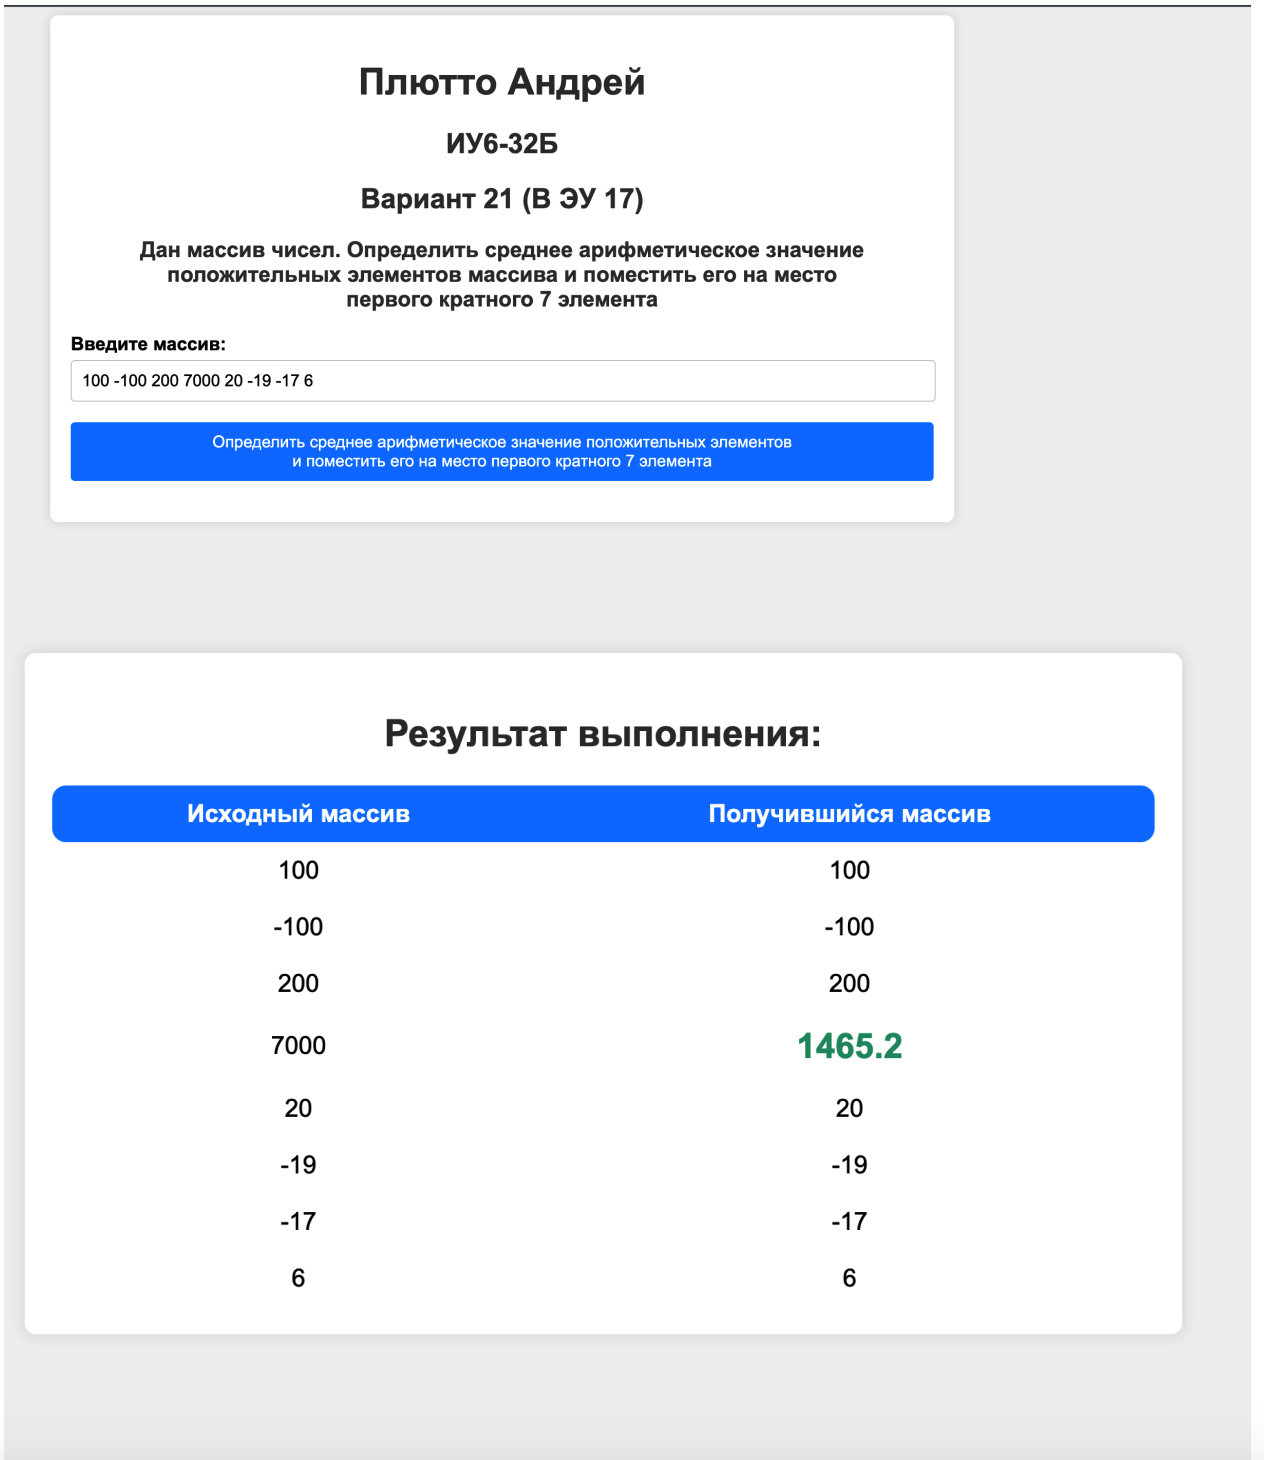 Плютто Андрей
ИУ6-32Б
Вариант 21 (В ЭУ 17)
Дан массив чисел. Определить среднее арифметическое значение
положительных элементов массива и поместить его на место
первого кратного 7 элемента
Введите массив:
100 -100 200 7000 20 -19 -17 6
Определить среднее арифметическое значение положительных элементов
и поместить его на место первого кратного 7 элемента
Результат выполнения:
Исходный массив Получившийся массив
100 100
-100 -100
200 200
7000 1465.2
20 20
-19 -19
-17 -17
6 6